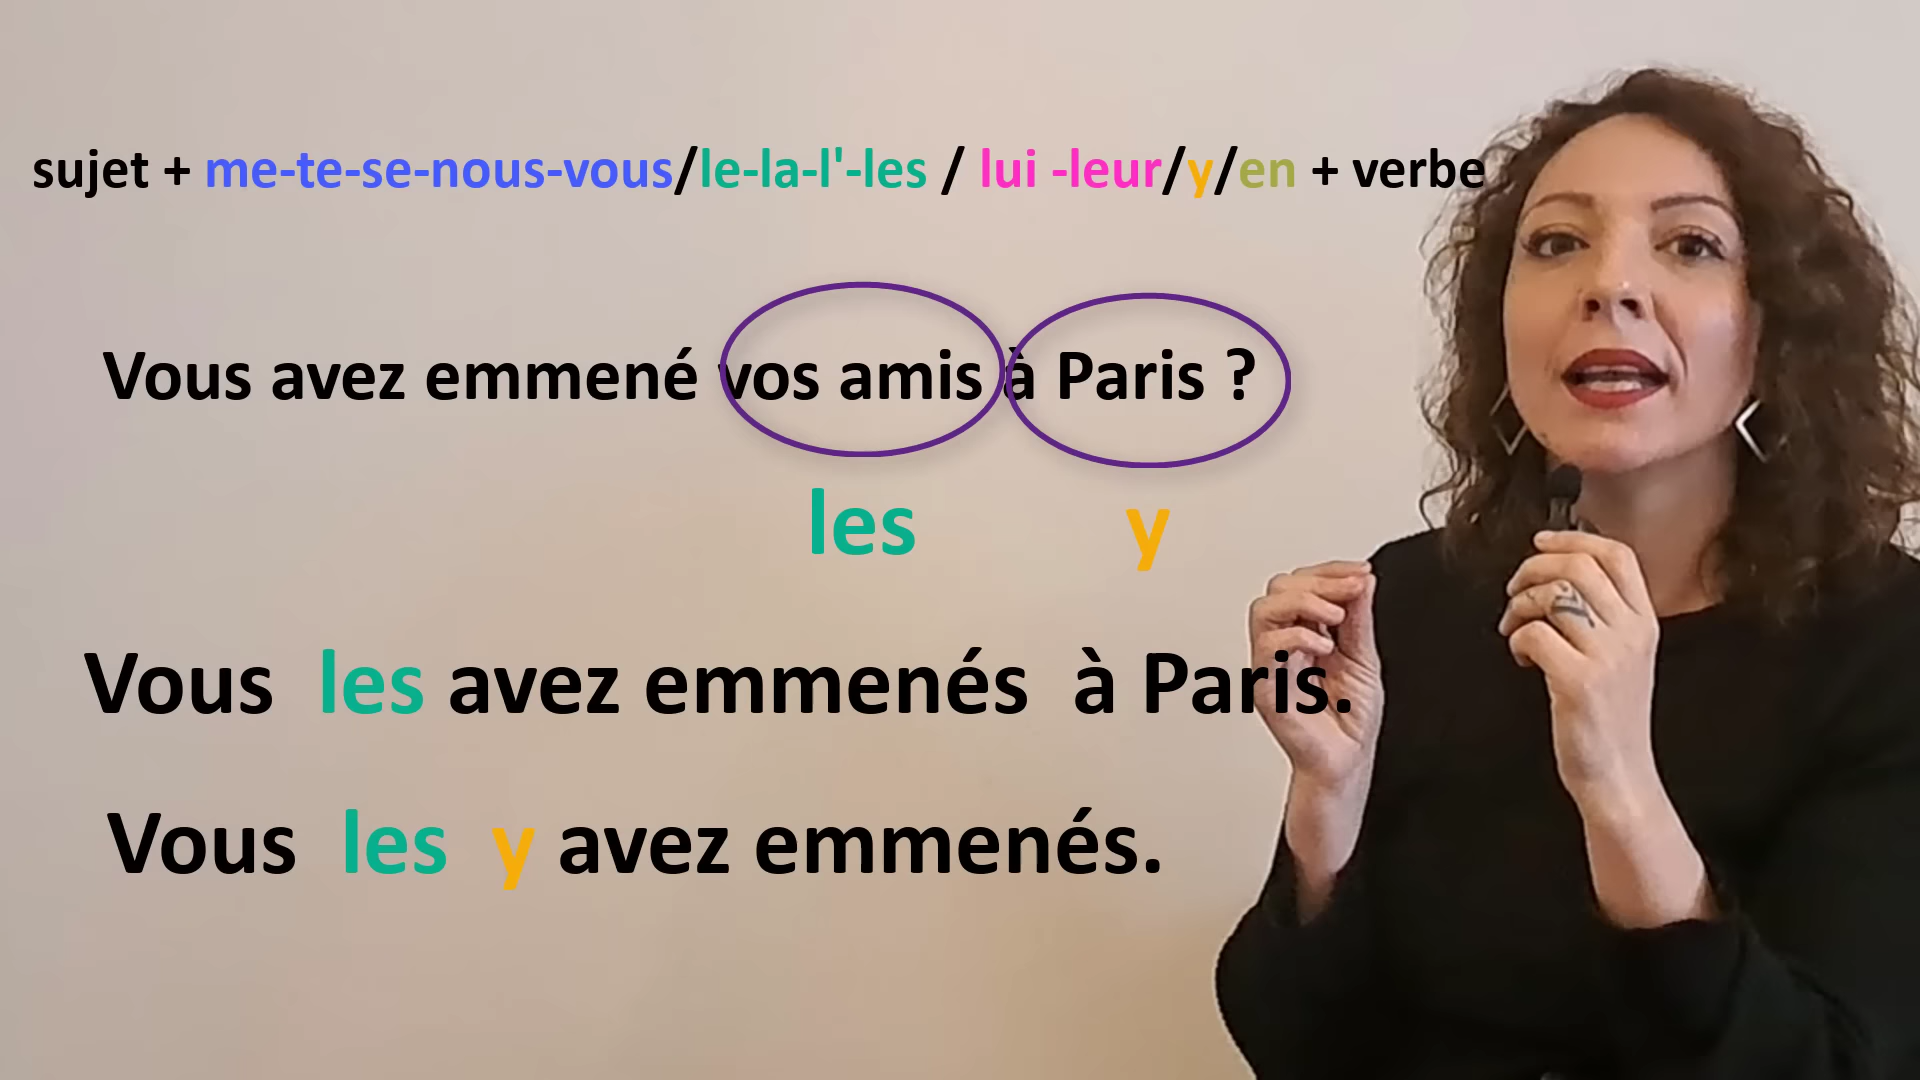 sujet + me-te-se-nous-vous/le-la-l'-les / lui -leur/y/en + verbe
Vous avez emmené vos amis à Paris ?
les y
Vous les avez emmenés à Paris.
Vous les y avez emmenés.